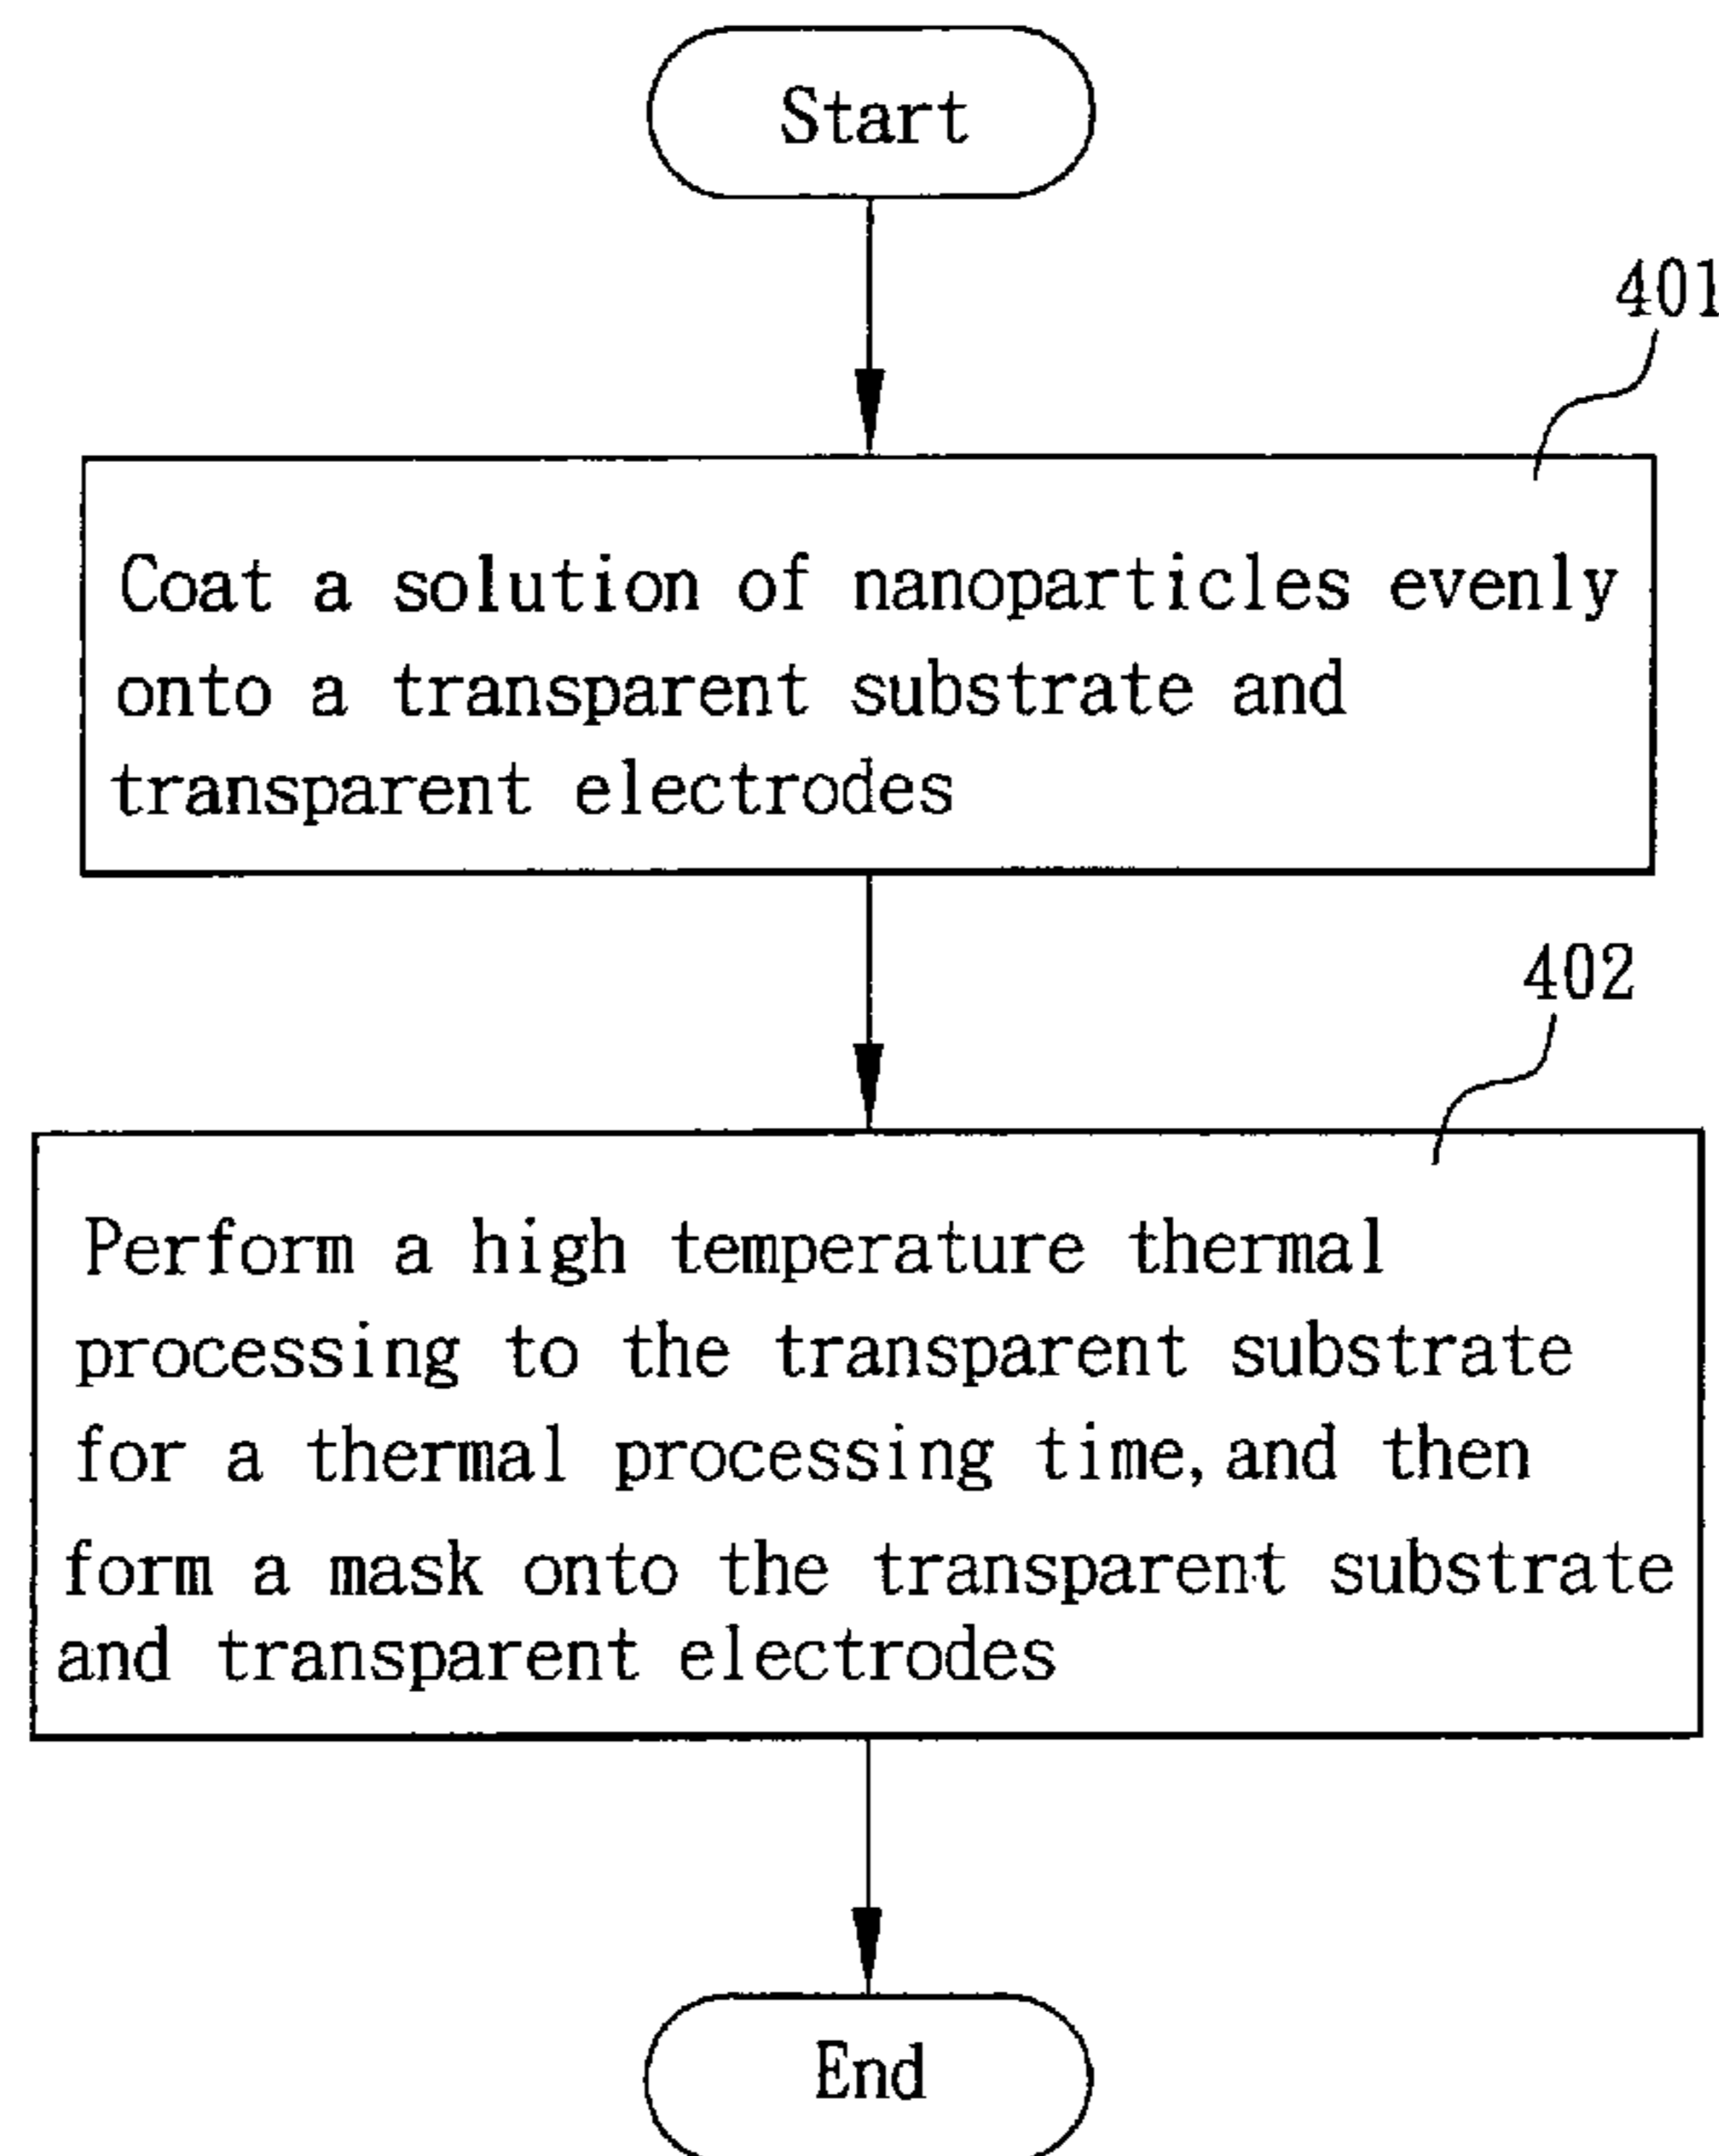 Start
401
Coat a solution of nanoparticles evenly
onto a transparent substrate and
transparent electrodes
402
Perform a high temperature thermal
processing to the transparent substrate
for a thermal processing time, and then
form a mask onto the transparent substrate
and transparent electrodes
End